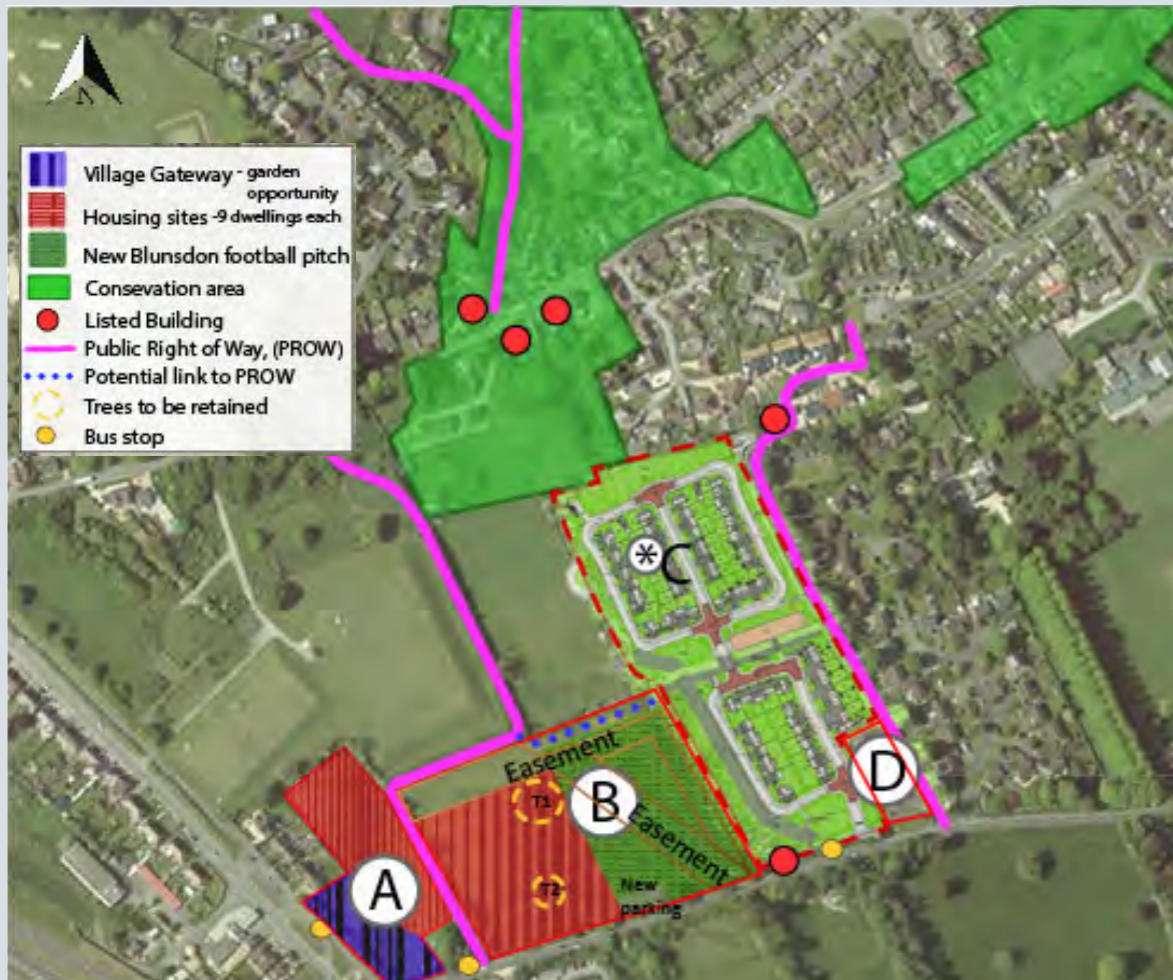 N
Village Gateway - garden
opportunity
Housing sites -9 dwellings each
New Blunsdon football pitch
Consevation area
Listed Building
Public Right of Way, (PROW)
Potential link to PROW
Trees to be retained
Bus stop
*C
D
Easement
T1
B
Easement
A
T2
New
parking